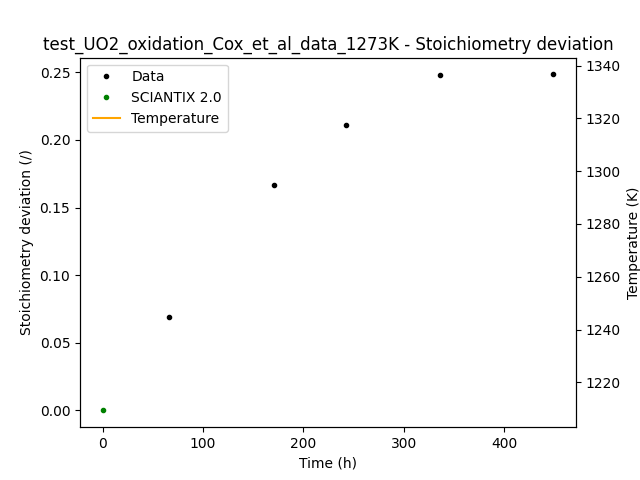 test_UO2_oxidation_Cox_et_al_data_1273K - Stoichiometry deviation
Data
SCIANTIX 2.0
Temperature
Stoichiometry deviation (/)
0.25
0.20
0.15
0.10
0.05
0.00
0
100
200
300
400
Time (h)
1340
1320
1300
1280
1260
1240
1220
Temperature (K)